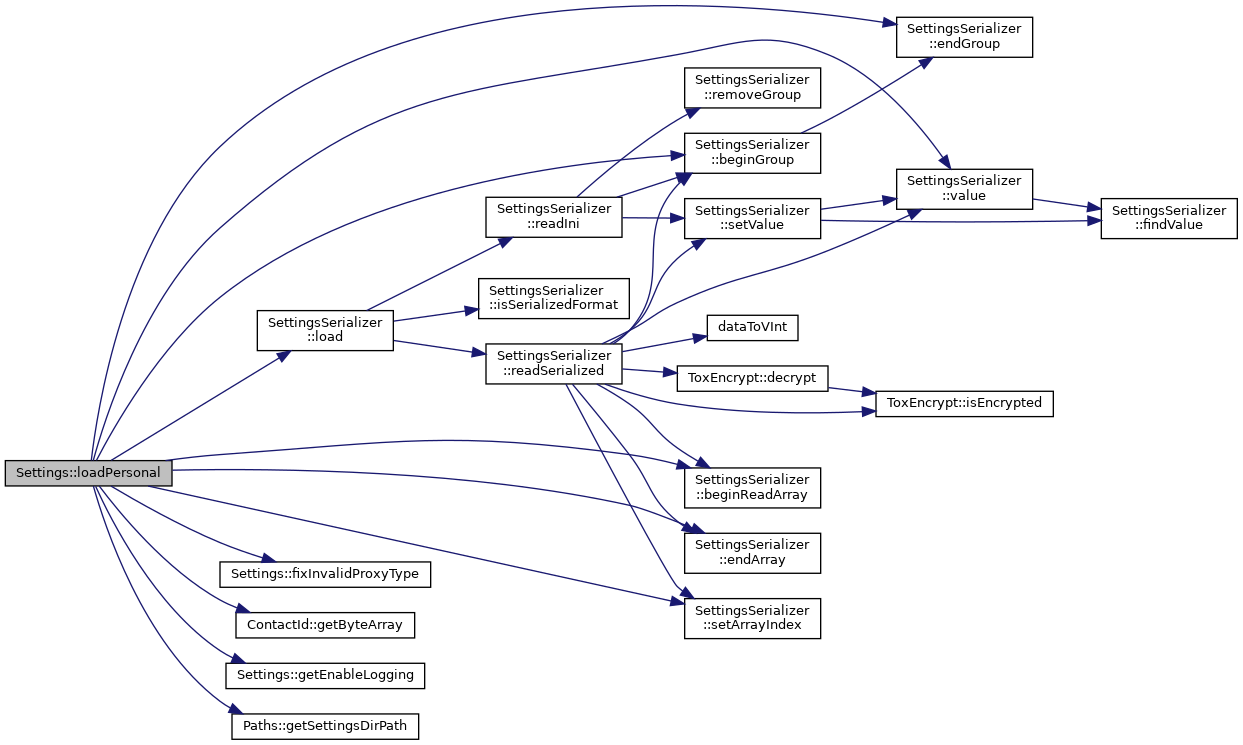 SettingsSerializer
::endGroup
SettingsSerializer
::removeGroup
SettingsSerializer
::beginGroup
SettingsSerializer
::value
SettingsSerializer
::readIni
SettingsSerializer
::setValue
SettingsSerializer
::findValue
SettingsSerializer
::isSerializedFormat
SettingsSerializer
::load
dataToVInt
SettingsSerializer
::readSerialized
ToxEncrypt::decrypt
ToxEncrypt::isEncrypted
Settings::loadPersonal
SettingsSerializer
::beginReadArray
SettingsSerializer
::endArray
Settings::fixInvalidProxyType
SettingsSerializer
::setArrayIndex
ContactId::getByteArray
Settings::getEnableLogging
Paths::getSettingsDirPath